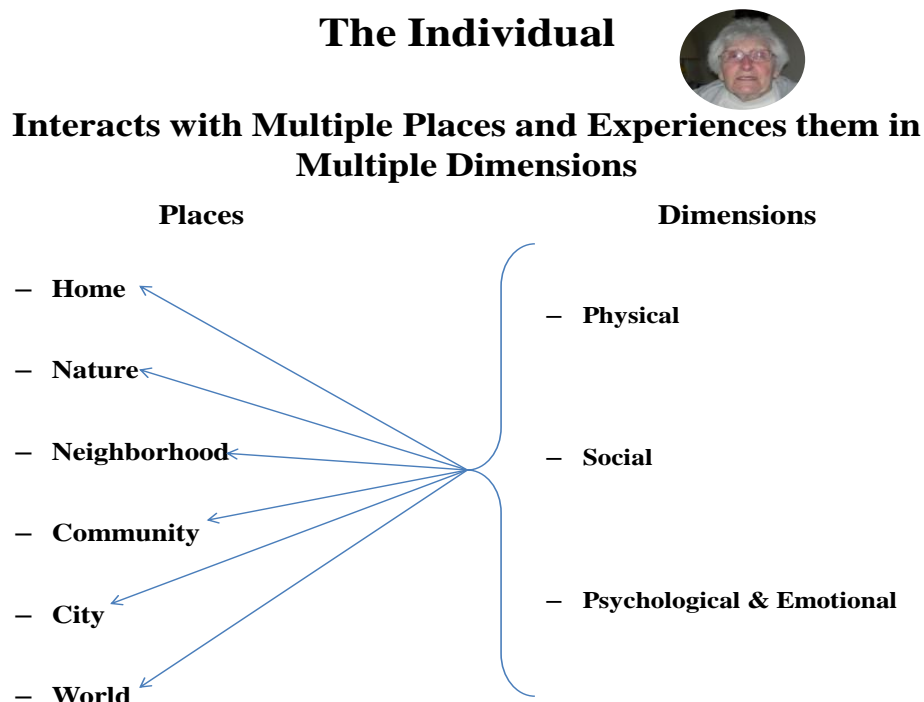 The Individual
Interacts with Multiple Places and Experiences them in
Multiple Dimensions
Places
– Home
– Nature
– Neighborhood
– Community
– City
– World
Dimensions
– Physical
– Social
– Psychological & Emotional